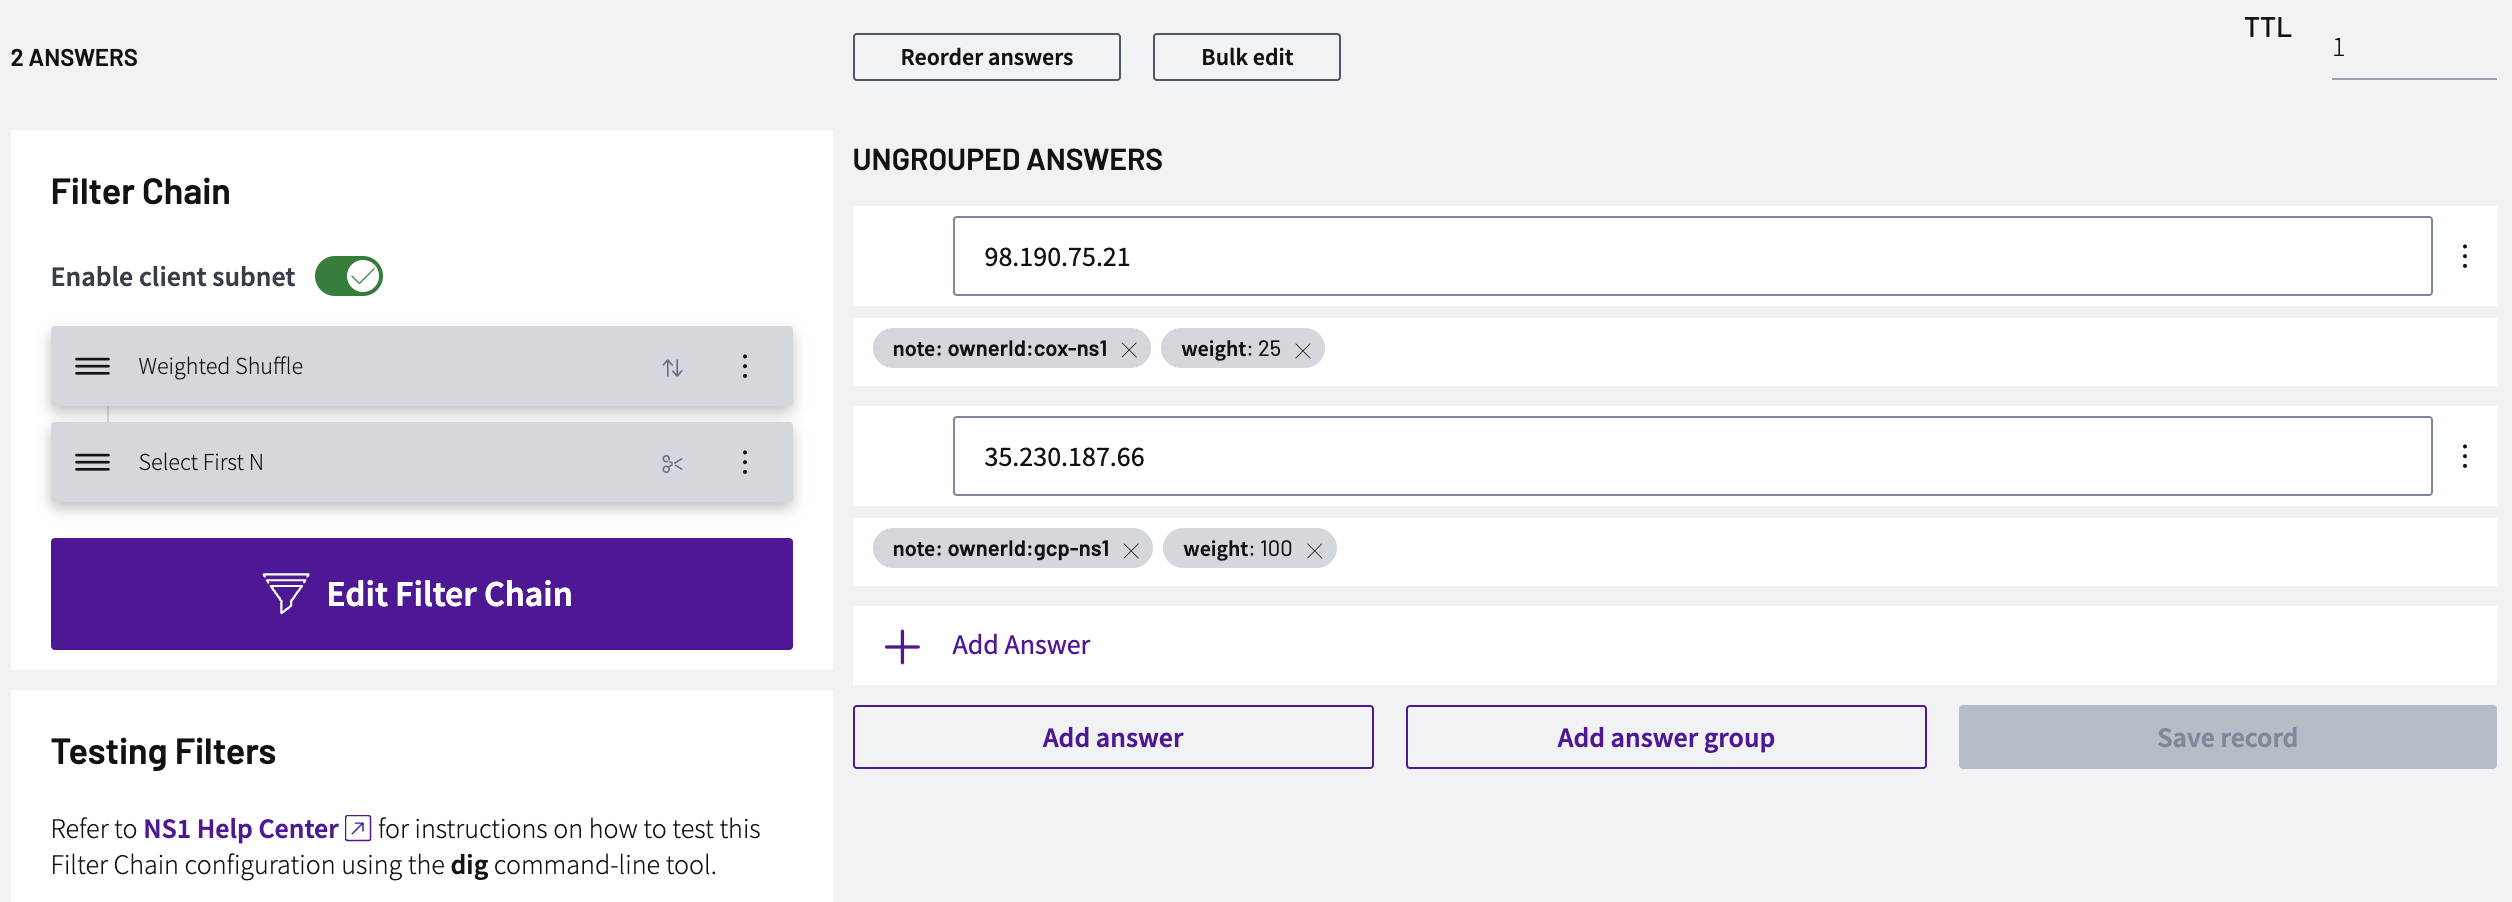 2 ANSWERS
Reorder answers
Bulk edit
TTL
1
Filter Chain
Enable client subnet
Weighted Shuffle
Select First N
Edit Filter Chain
Testing Filters
Refer to NS1 Help Center for instructions on how to test this
Filter Chain configuration using the dig command-line tool.
UNGROUPED ANSWERS
98.190.75.21
note: ownerId:cox-ns1
weight: 25
35.230.187.66
note: ownerId:gcp-ns1
weight: 100
Add Answer
Add answer
Add answer group
Save record